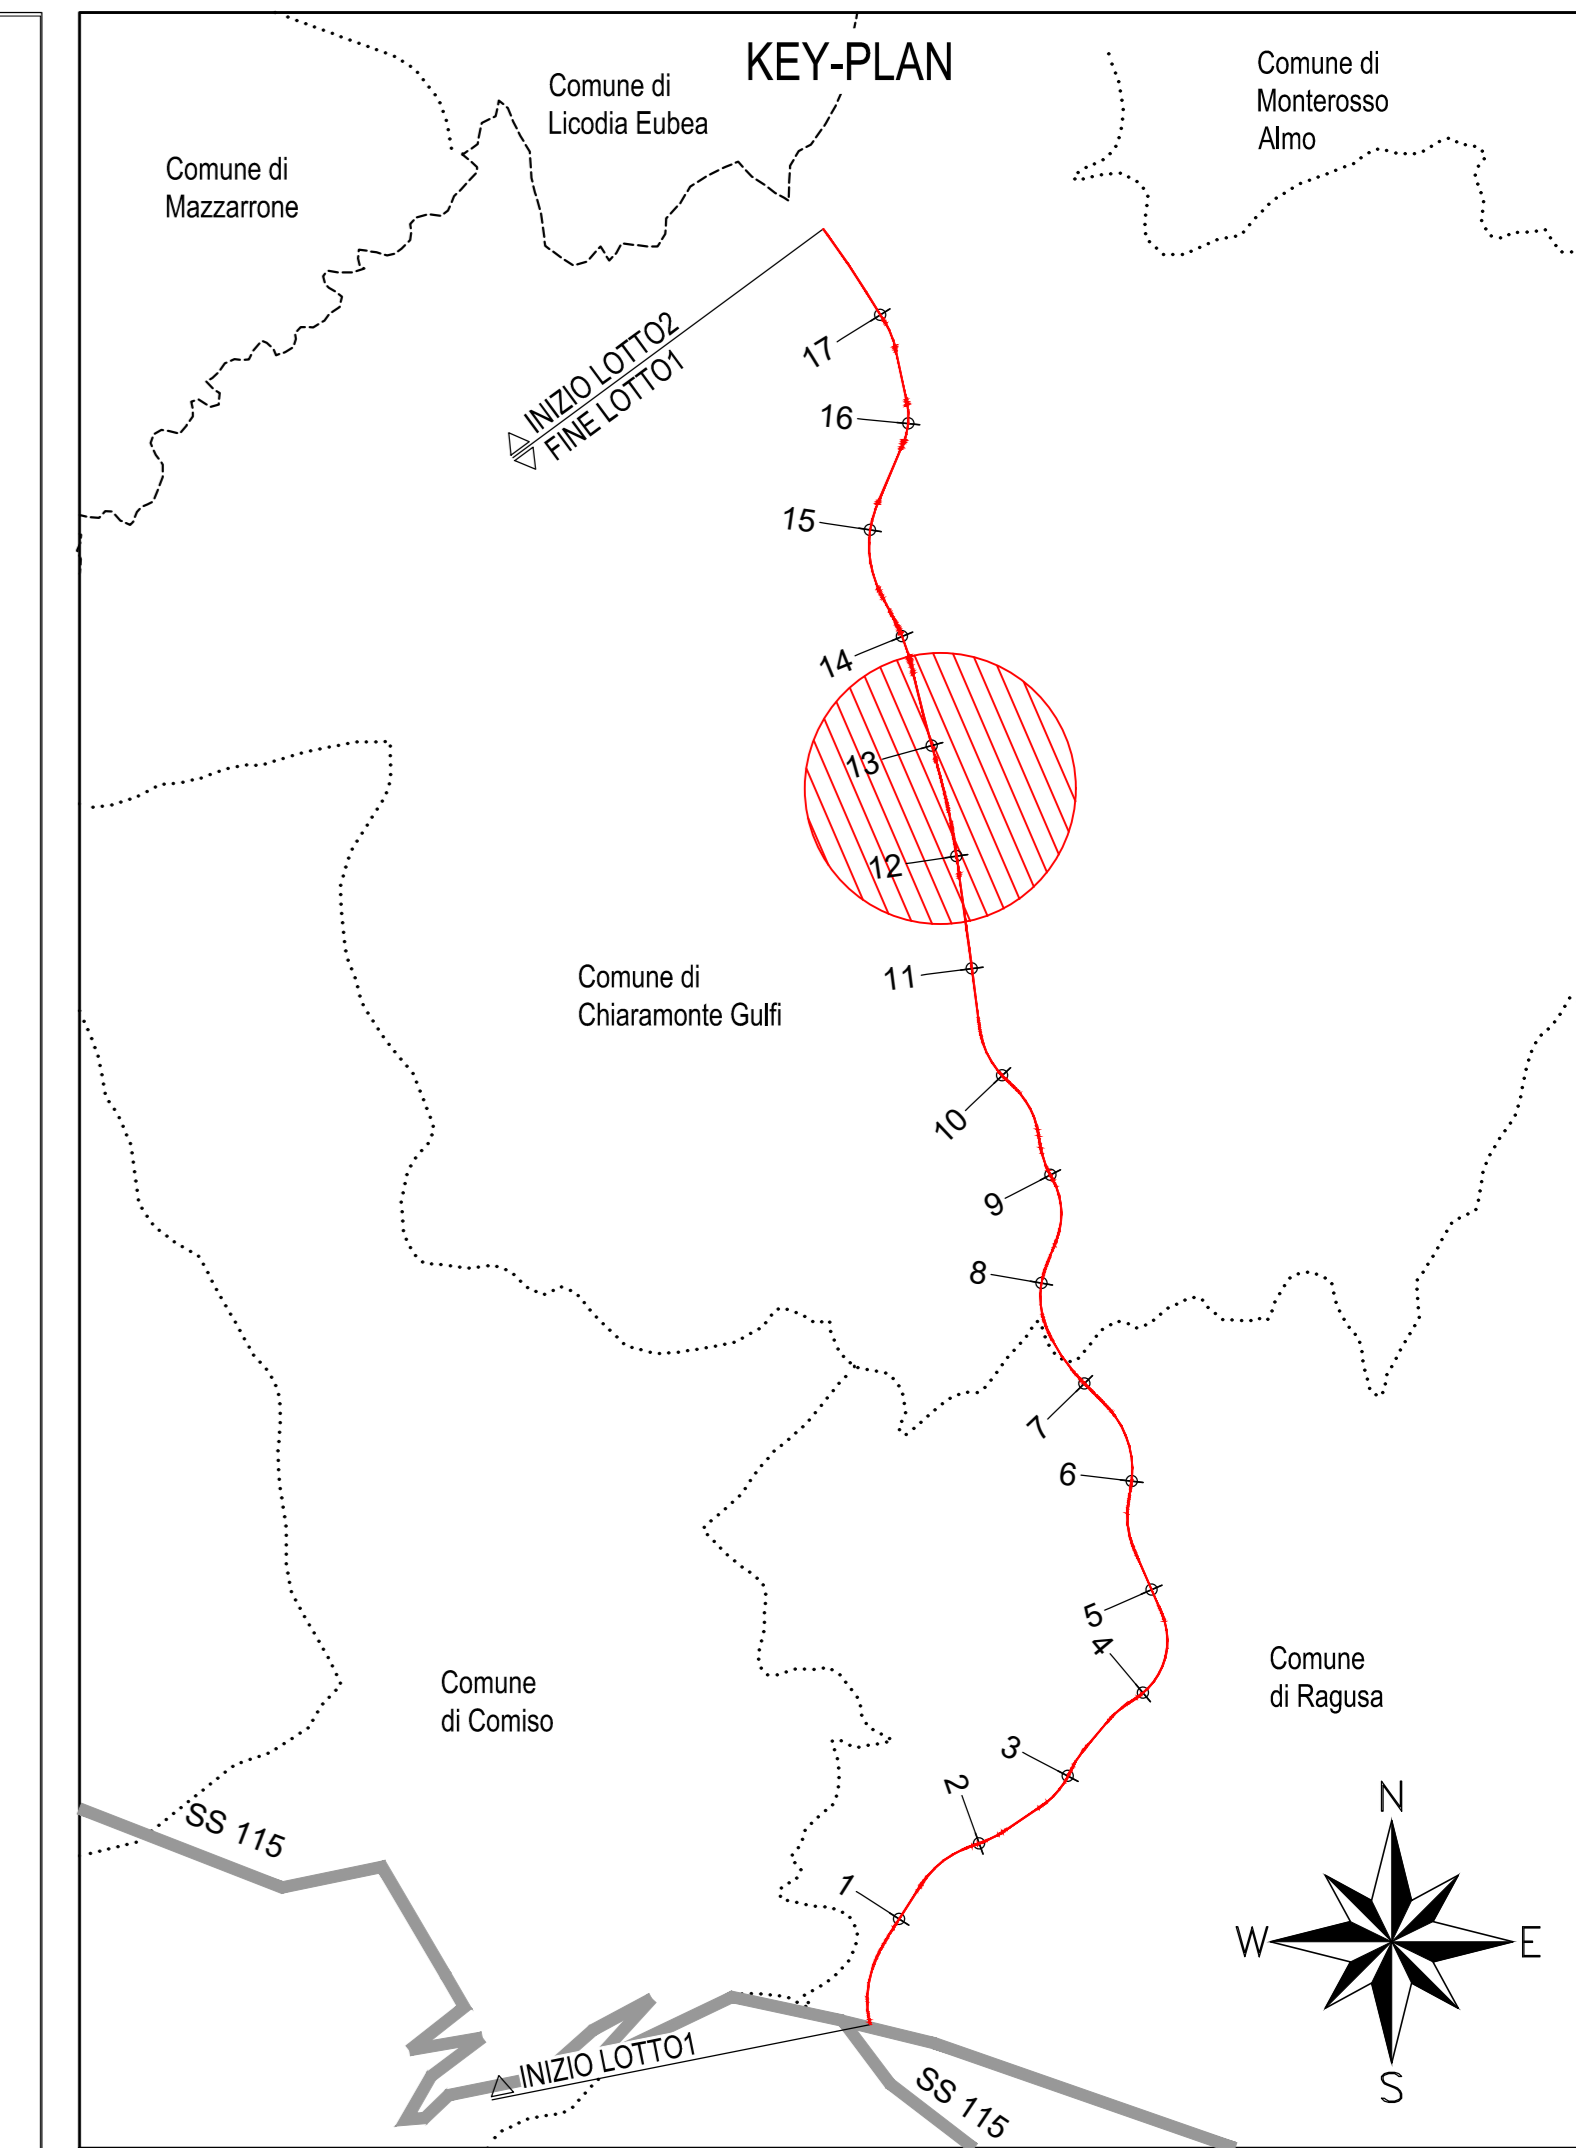 KEY-PLAN
Comune di
Licodia Eubea
Comune di
Monterosso
Almo
Comune di
Mazzarrone
INIZIO LOTTO2
FINE LOTTO1
17
16
15
14
13
12
11
Comune di
Chiaramonte Gulfi
10
9
8
7
6
5
4
Comune
di Ragusa
Comune
di Comiso
3
2
1
SS 115
N
W
E
S
INIZIO LOTTO1
SS 115